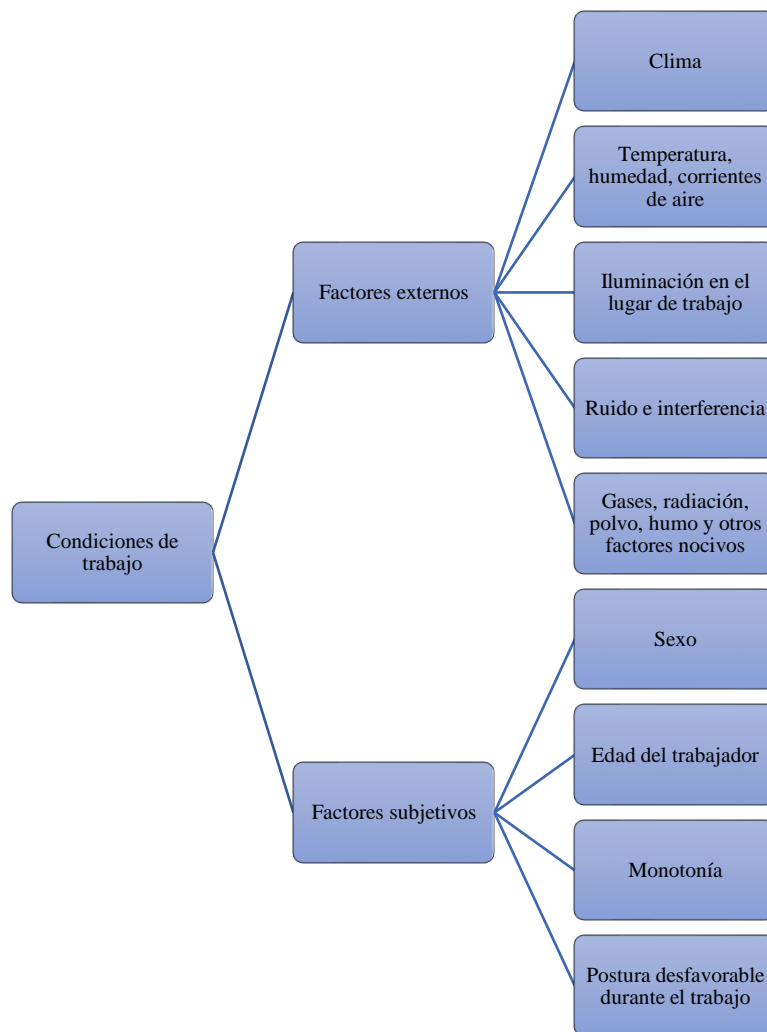 Condiciones de
trabajo
Factores externos
Clima
Temperatura,
humedad, corrientes
de aire
Iluminación en el
lugar de trabajo
Ruido e interferencia
Gases, radiación,
polvo, humo y otros
factores nocivos
Factores subjetivos
Sexo
Edad del trabajador
Monotonía
Postura desfavorable
durante el trabajo